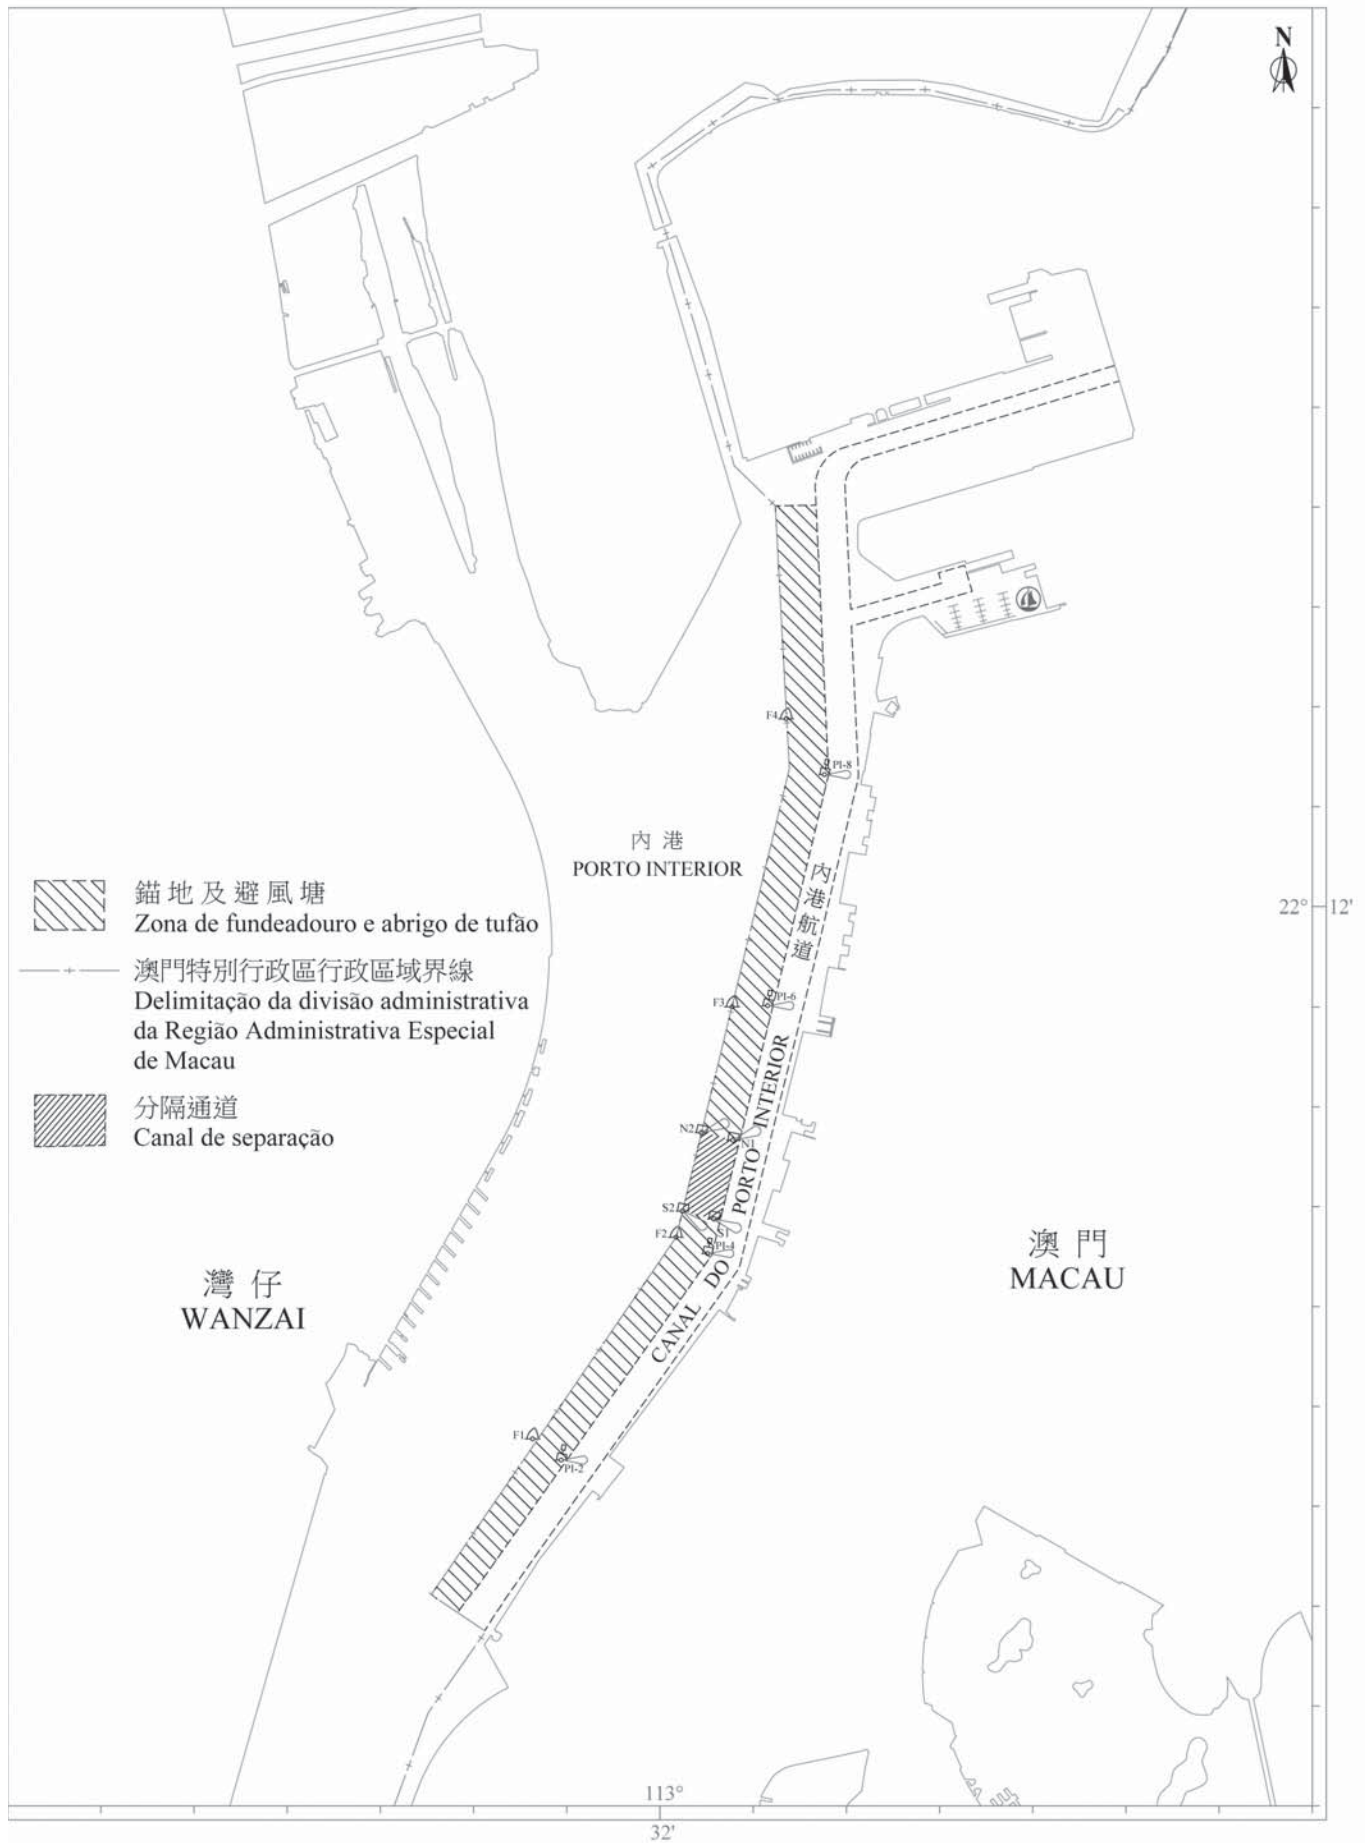 N
F4
PI-8
內港
PORTO INTERIOR
內港航道
22° 12'
錨地及避風塘
Zona de fundeadouro e abrigo de tufão
澳門特別行政區行政區域界線
Delimitação da divisão administrativa
da Região Administrativa Especial
de Macau
分隔通道
Canal de separação
F3
PI-6
N2
N1
S2
S1
F2
PI-4
CANAL DO PORTO INTERIOR
灣仔
WANZAI
澳門
MACAU
F1
PI-2
113°
32'